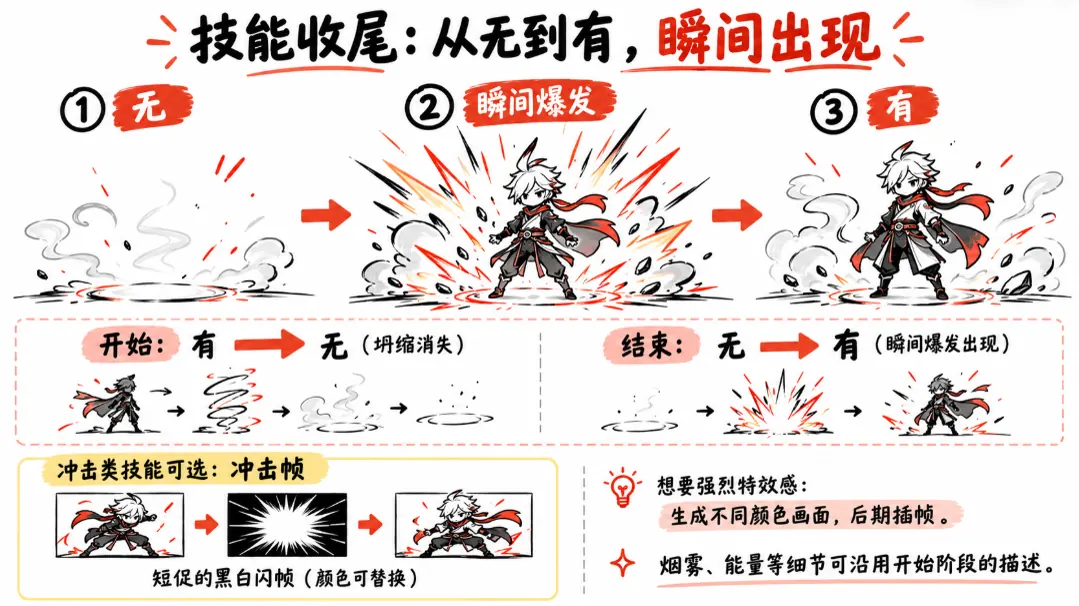 技能收尾：从无到有，瞬间出现
① 无
② 瞬间爆发
③ 有
开始： 有 无（坍缩消失）
结束： 无 有（瞬间爆发出现）
冲击类技能可选：冲击帧
短促的黑白闪帧（颜色可替换）
想要强烈特效感：
生成不同颜色画面，后期插帧。
烟雾、能量等细节可沿用开始阶段的描述。